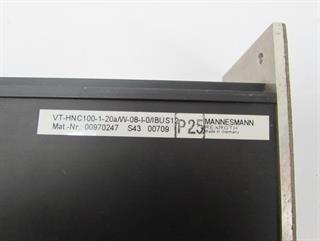 VT-HNC100-1-20a/W-08-I-0/IBUS12
Mat.-Nr.: 00970247 S43 00709
P25
MANNESMANN
REXROTH
Made in Germany